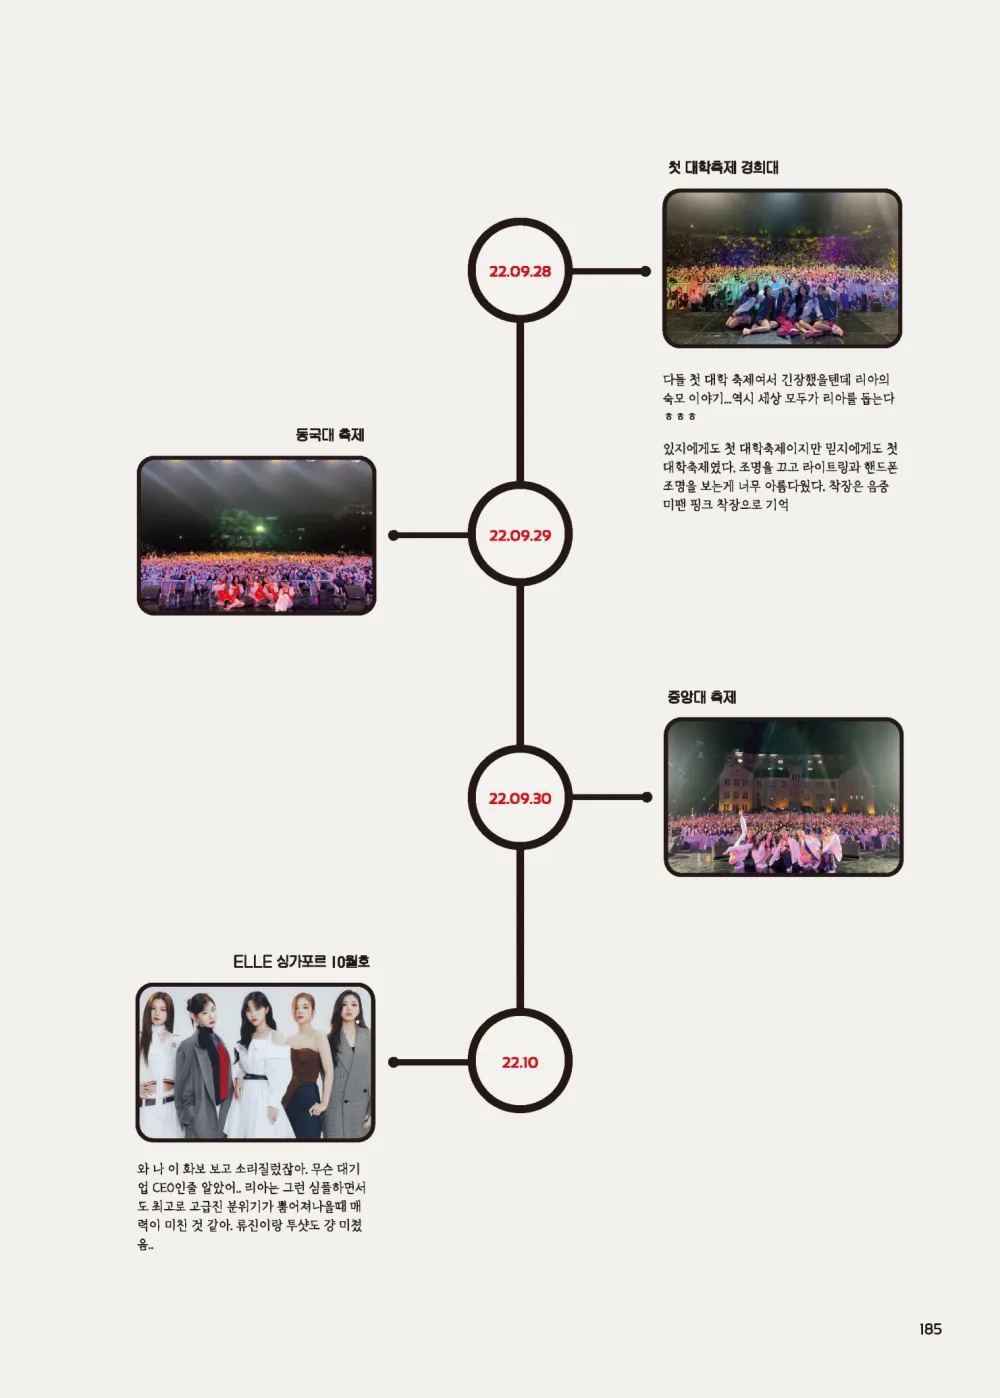 첫 대학축제 경희대
22.09.28
다들 첫 대학 축제여서 긴장했을텐데 리아의
숙모 이야기...역시 세상 모두가 리아를 돕는다
ㅎㅎㅎ
있지에게도 첫 대학축제이지만 믿지에게도 첫
대학축제였다. 조명을 끄고 라이트링과 핸드폰
조명을 보는게 너무 아름다웠다. 착장은 음중
미팬 핑크 착장으로 기억
동국대 축제
22.09.29
중앙대 축제
22.09.30
ELLE 싱가포르 10월호
22.10
와 나 이 화보 보고 소리질렀잖아. 무슨 대기
업 CEO인줄 알았어.. 리아는 그런 심플하면서
도 최고로 고급진 분위기가 뿜어져나올때 매
력이 미친 것 같아. 류진이랑 투샷도 걍 미쳤
음..
185